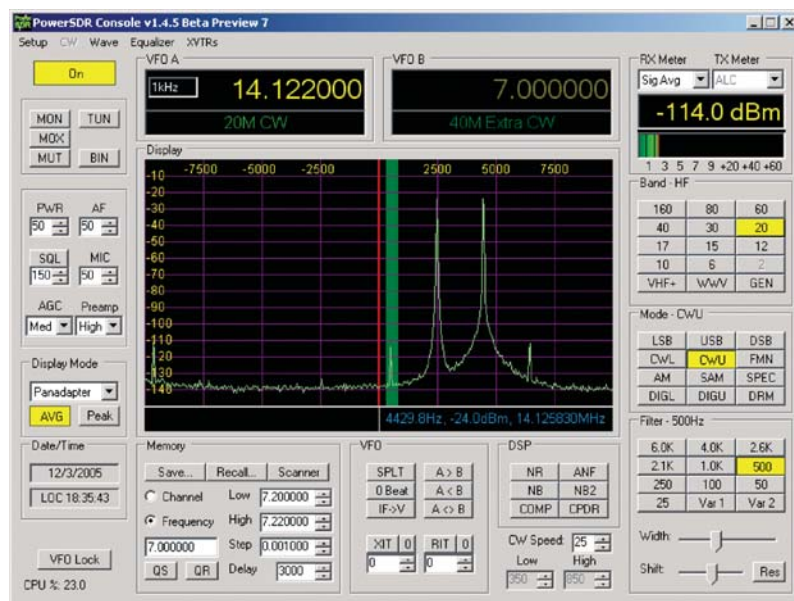 PowerSDR Console v1.4.5 Beta Preview 7
Setup CW Wave Equalizer XVTRs
On
MON TUN
MOX
MUT BIN
PWR AF
50 50
SQL MIC
150 50
AGC Preamp
Med High
Display Mode
Panadapter
AVG Peak
Date/Time
12/3/2005
LOC 18:35:43
VFO Lock
CPU %: 23.0
VFO A
1kHz 14.122000
20M CW
VFO B
7.000000
40M Extra CW
Display
-7500 -5000 -2500 2500 5000 7500
-10
-20
-30
-40
-50
-60
-70
-80
-90
-100
-110
-120
-130
-140
4429.8Hz, -24.0dBm, 14.125830MHz
Memory
Save... Recall... Scanner
Channel Low 7.200000
Frequency High 7.220000
7.000000 Step 0.001000
QS QR Delay 3000
VFO
SPLT A > B
0 Beat A < B
IF->V A <> B
XIT 0 RIT 0
0 0
DSP
NR ANF
NB NB2
COMP CPDR
CW Speed: 25
Low High
350 850
RX Meter TX Meter
Sig Avg ALC
-114.0 dBm
1 3 5 7 9 +20 +40 +60
Band - HF
160 80 60
40 30 20
17 15 12
10 6 2
VHF+ WWV GEN
Mode - CWU
LSB USB DSB
CWL CWU FMN
AM SAM SPEC
DIGL DIGU DRM
Filter - 500Hz
6.0K 4.0K 2.6K
2.1K 1.0K 500
250 100 50
25 Var 1 Var 2
Width:
Shift: Res